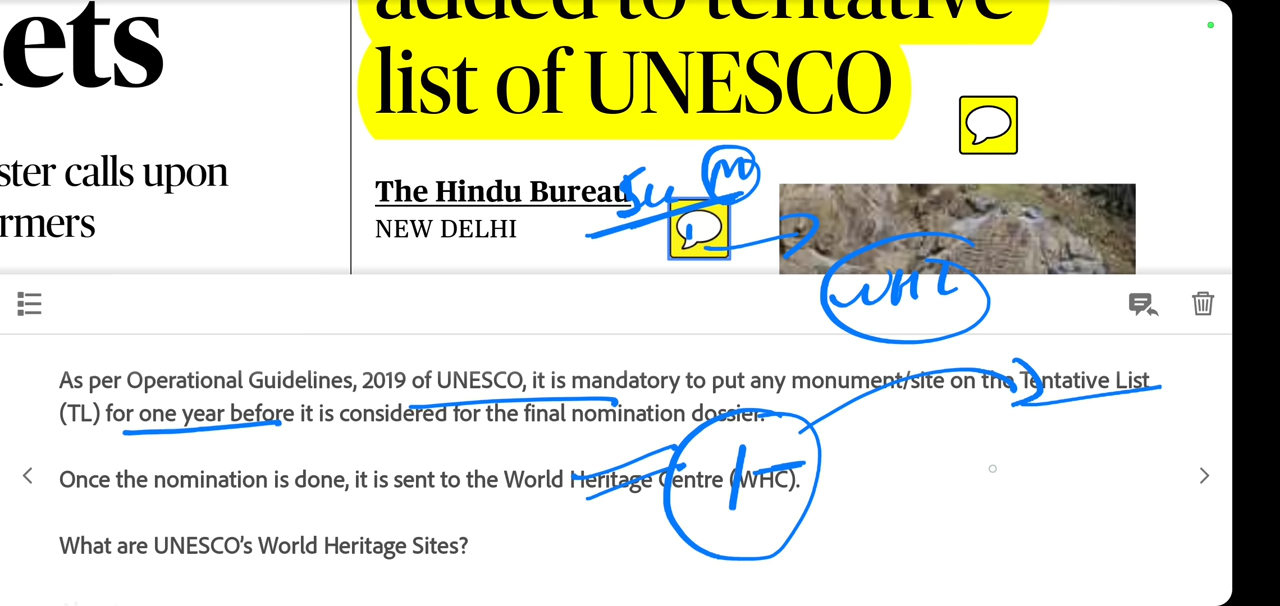 ets
added to tentative
list of UNESCO
ster calls upon
rmers
The Hindu Bureau
NEW DELHI
WHI
As per Operational Guidelines, 2019 of UNESCO, it is mandatory to put any monument/site on the Tentative List
(TL) for one year before it is considered for the final nomination dossier.
Once the nomination is done, it is sent to the World Heritage Centre (WHC).
What are UNESCO's World Heritage Sites?